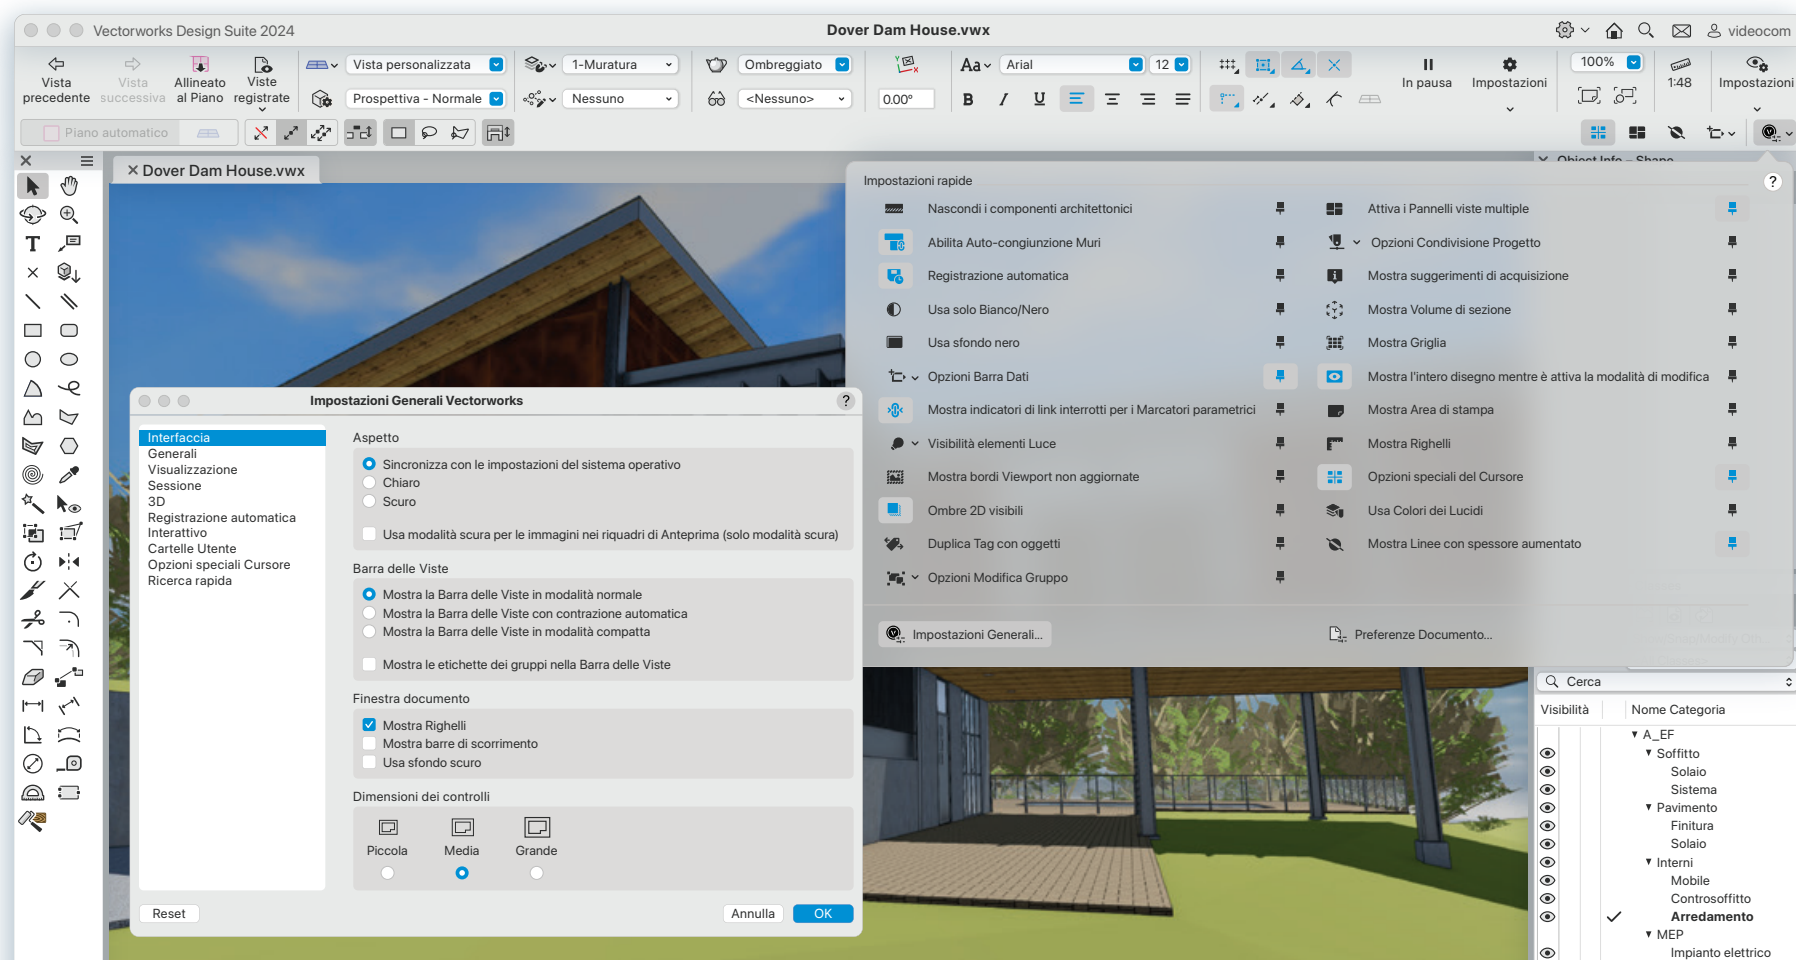 Vectorworks Design Suite 2024
Dover Dam House.vwx
videocom
Vista precedente
Vista successiva
Allineato al Piano
Viste registrate
Vista personalizzata
Prospettiva - Normale
1-Muratura
Nessuno
Ombreggiato
<Nessuno>
0.00°
Aa
Arial
12
B I U
In pausa
Impostazioni
100%
1:48
Impostazioni
Piano automatico
Dover Dam House.vwx
Object Info – Shape
Impostazioni rapide
?
Nascondi i componenti architettonici
Attiva i Pannelli viste multiple
Abilita Auto-congiunzione Muri
Opzioni Condivisione Progetto
Registrazione automatica
Mostra suggerimenti di acquisizione
Usa solo Bianco/Nero
Mostra Volume di sezione
Usa sfondo nero
Mostra Griglia
Opzioni Barra Dati
Mostra l'intero disegno mentre è attiva la modalità di modifica
Mostra indicatori di link interrotti per i Marcatori parametrici
Mostra Area di stampa
Visibilità elementi Luce
Mostra Righelli
Mostra bordi Viewport non aggiornate
Opzioni speciali del Cursore
Ombre 2D visibili
Usa Colori dei Lucidi
Duplica Tag con oggetti
Mostra Linee con spessore aumentato
Opzioni Modifica Gruppo
Impostazioni Generali...
Preferenze Documento...
Impostazioni Generali Vectorworks
?
Interfaccia
Generali
Visualizzazione
Sessione
3D
Registrazione automatica
Interattivo
Cartelle Utente
Opzioni speciali Cursore
Ricerca rapida
Aspetto
Sincronizza con le impostazioni del sistema operativo
Chiaro
Scuro
Usa modalità scura per le immagini nei riquadri di Anteprima (solo modalità scura)
Barra delle Viste
Mostra la Barra delle Viste in modalità normale
Mostra la Barra delle Viste con contrazione automatica
Mostra la Barra delle Viste in modalità compatta
Mostra le etichette dei gruppi nella Barra delle Viste
Finestra documento
Mostra Righelli
Mostra barre di scorrimento
Usa sfondo scuro
Dimensioni dei controlli
Piccola
Media
Grande
Reset
Annulla
OK
Cerca
Visibilità
Nome Categoria
A_EF
Soffitto
Solaio
Sistema
Pavimento
Finitura
Solaio
Interni
Mobile
Controsoffitto
Arredamento
MEP
Impianto elettrico